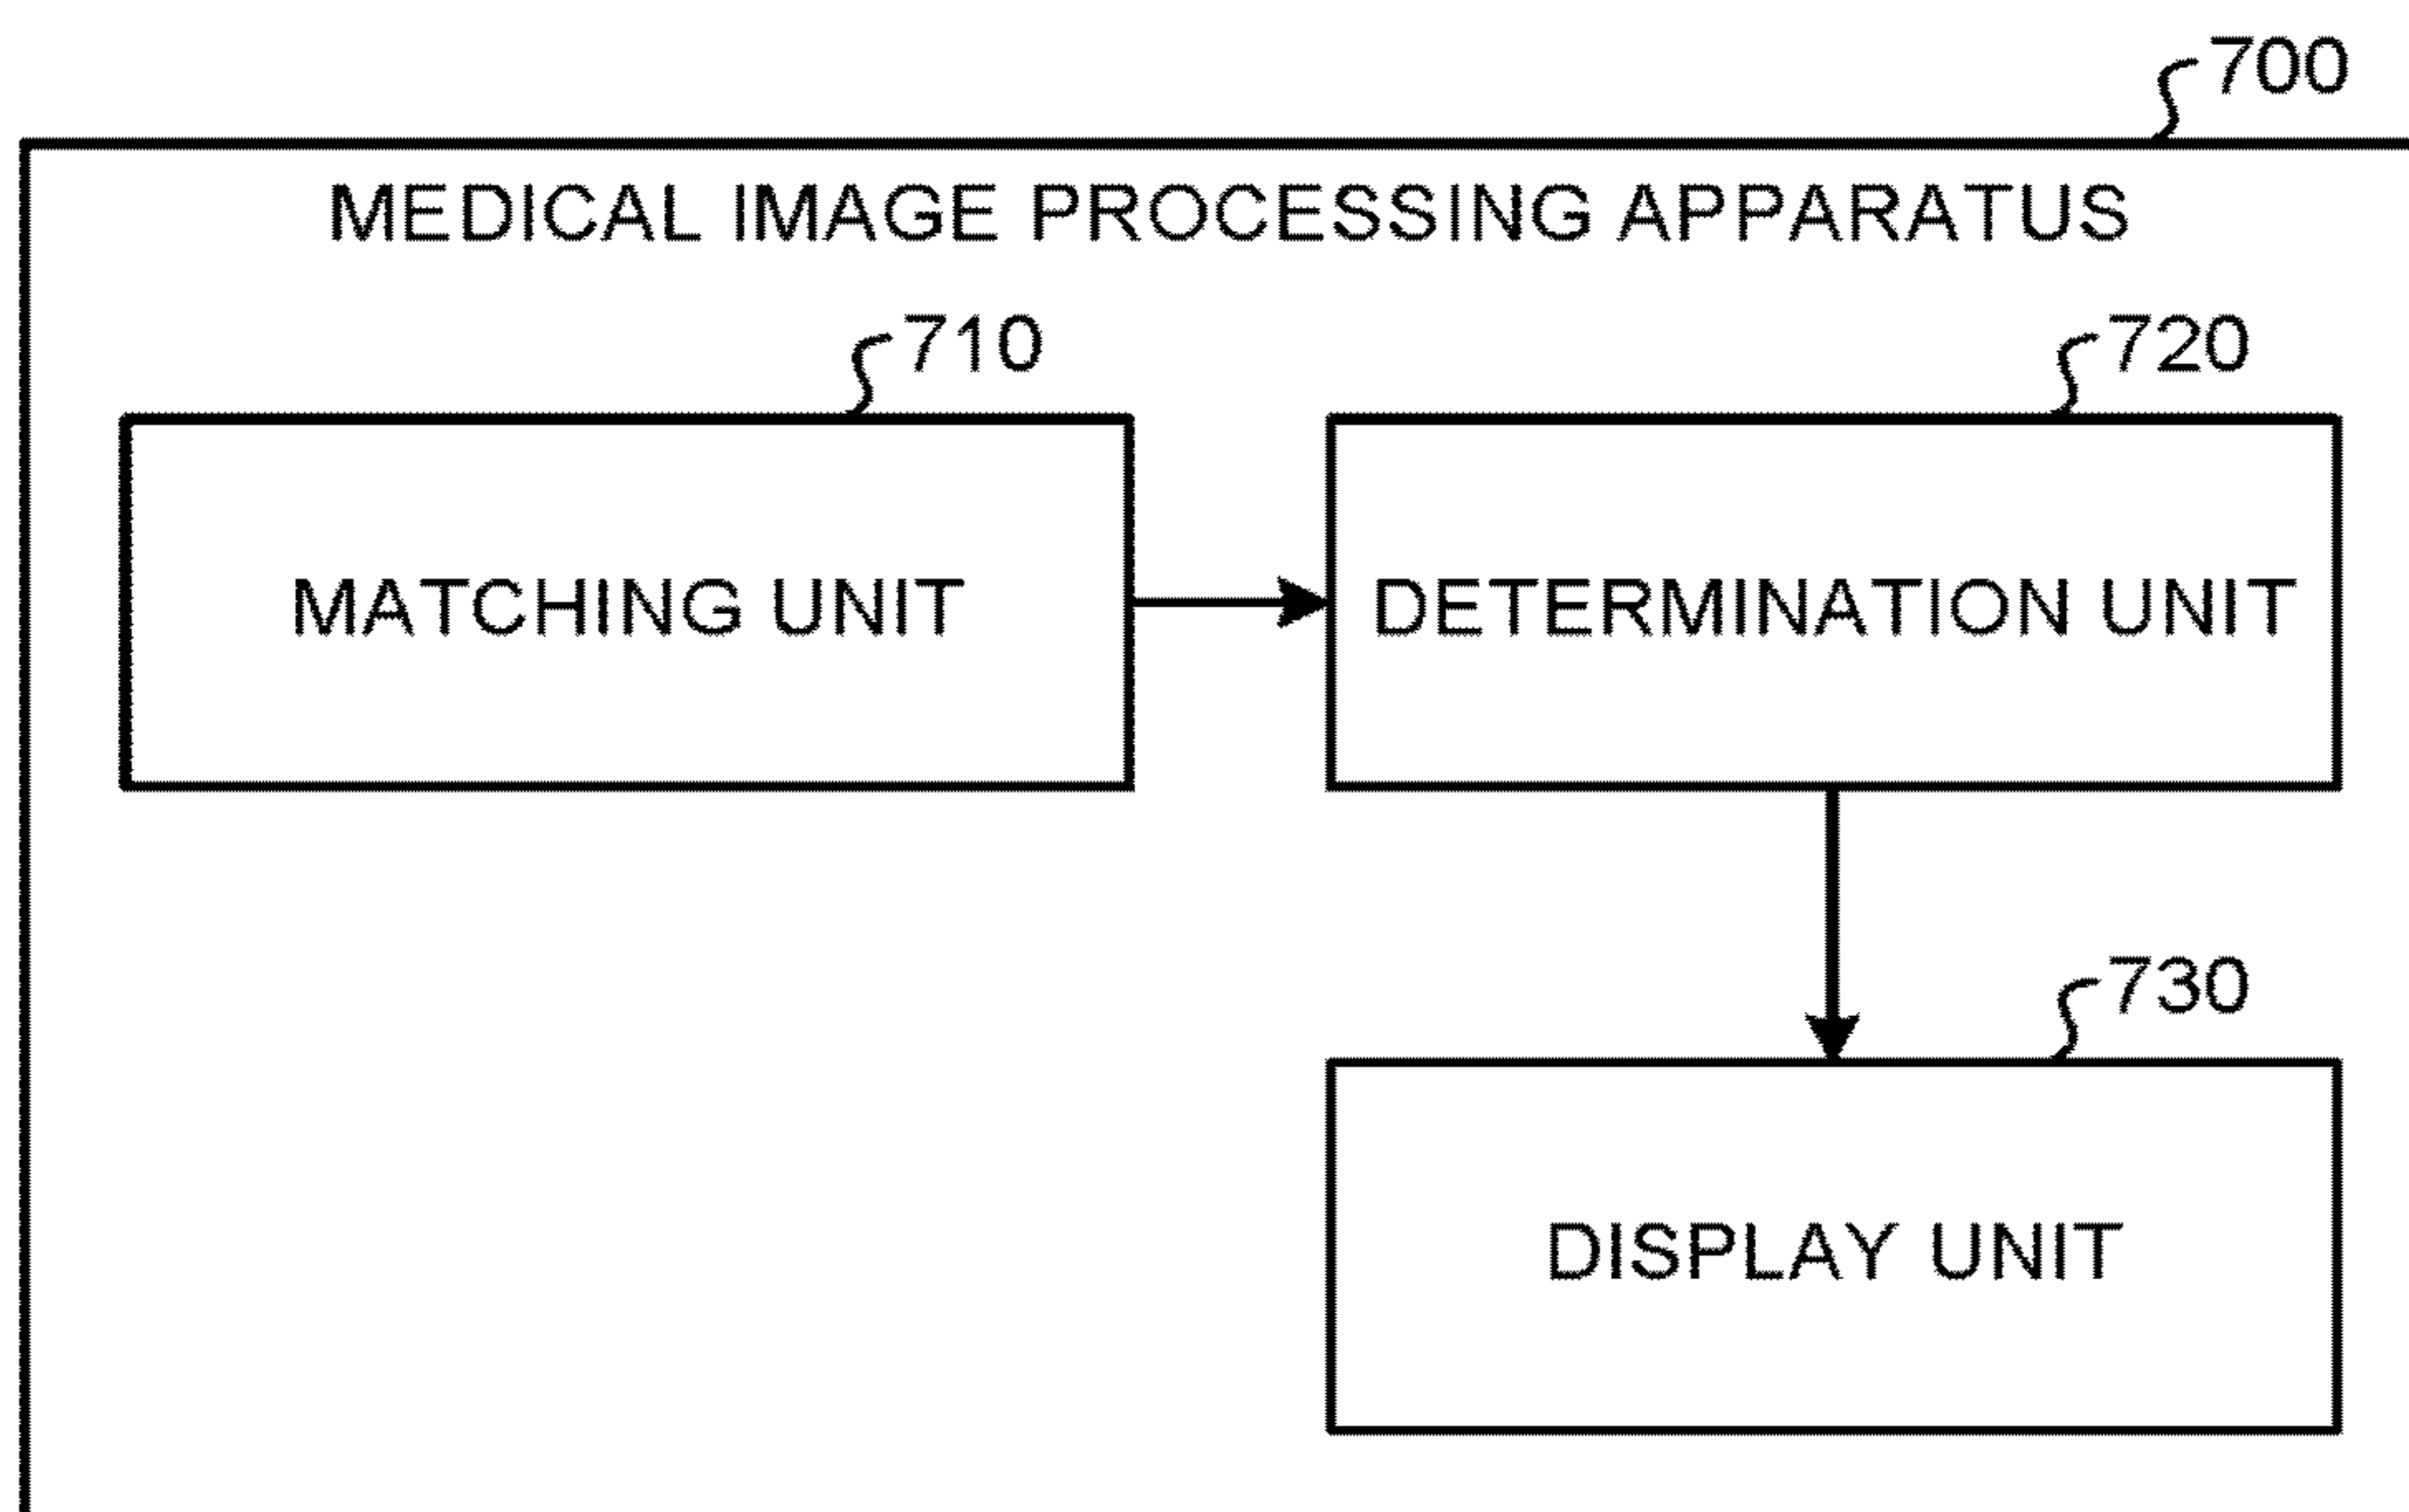 700
MEDICAL IMAGE PROCESSING APPARATUS
710
720
MATCHING UNIT
DETERMINATION UNIT
730
DISPLAY UNIT